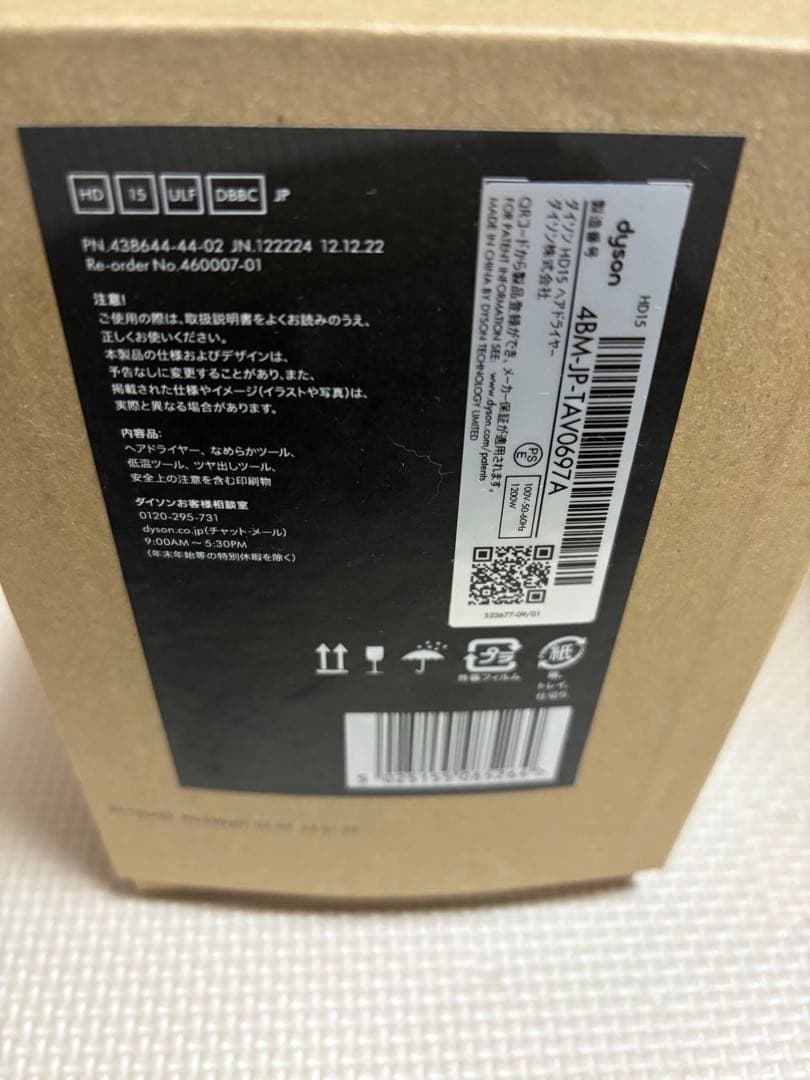 HD 15 ULF DBBC JP
PN.438644-44-02 JN.122224 12.12.22
Re-order No.460007-01
注意!
ご使用の際は、取扱説明書をよくお読みのうえ、
正しくお使いください。
本製品の仕様およびデザインは、
予告なしに変更することがあり、また、
掲載された仕様やイメージ(イラストや写真)は、
実際と異なる場合があります。
内容品:
ヘアドライヤー、なめらかツール、
低温ツール、ツヤ出しツール、
安全上の注意を含む印刷物
ダイソンお客様相談室
0120-295-731
dyson.co.jp(チャット・メール)
9:00AM ~ 5:30PM
(年末年始等の特別休暇を除く)
dyson HD15
製造番号 4BM-JP-TAV0697A
ダイソン HD15 ヘアドライヤー
ダイソン株式会社
PS E
100V-50-60Hz
1200W
QRコードから製品登録ができ、メーカー保証が適用されます。
FOR PATENT INFORMATION SEE: www.dyson.com/patents
MADE IN CHINA BY DYSON TECHNOLOGY LIMITED
プラ
紙